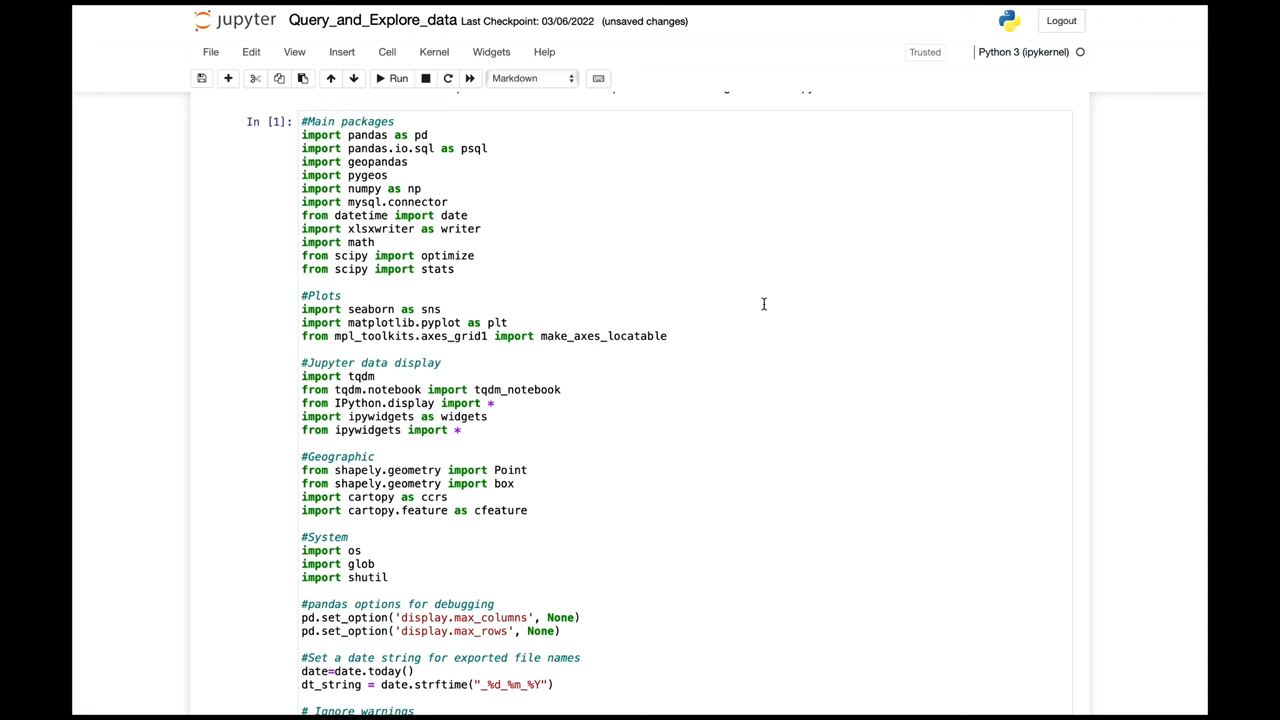 jupyter Query_and_Explore_data Last Checkpoint: 03/06/2022 (unsaved changes)
Logout
File Edit View Insert Cell Kernel Widgets Help
Trusted
Python 3 (ipykernel)
Run
Markdown
In [1]:
#Main packages
import pandas as pd
import pandas.io.sql as psql
import geopandas
import pygeos
import numpy as np
import mysql.connector
from datetime import date
import xlsxwriter as writer
import math
from scipy import optimize
from scipy import stats
#Plots
import seaborn as sns
import matplotlib.pyplot as plt
from mpl_toolkits.axes_grid1 import make_axes_locatable
#Jupyter data display
import tqdm
from tqdm.notebook import tqdm_notebook
from IPython.display import *
import ipywidgets as widgets
from ipywidgets import *
#Geographic
from shapely.geometry import Point
from shapely.geometry import box
import cartopy as ccrs
import cartopy.feature as cfeature
#System
import os
import glob
import shutil
#pandas options for debugging
pd.set_option('display.max_columns', None)
pd.set_option('display.max_rows', None)
#Set a date string for exported file names
date=date.today()
dt_string = date.strftime("_%d_%m_%Y")
# Ignore warnings